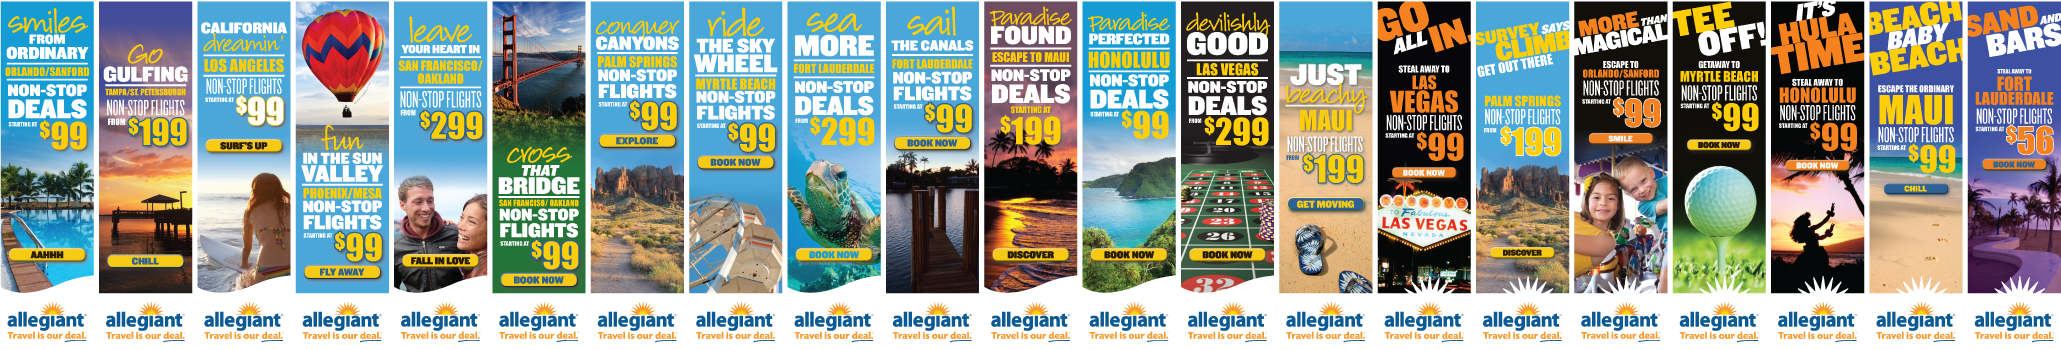 smiles
FROM
ORDINARY
ORLANDO/SANFORD
NON-STOP
DEALS
STARTING AT $99
AAHHH
allegiant
Travel is our deal.
Go
GULFING
TAMPA/ST. PETERSBURGH
NON-STOP FLIGHTS
FROM $199
CHILL
allegiant
Travel is our deal.
CALIFORNIA
dreamin'
LOS ANGELES
NON-STOP FLIGHTS
STARTING AT $99
SURF'S UP
allegiant
Travel is our deal.
fun
IN THE SUN
VALLEY
PHOENIX/MESA
NON-STOP
FLIGHTS
STARTING AT $99
FLY AWAY
allegiant
Travel is our deal.
leave
YOUR HEART IN
SAN FRANCISCO/
OAKLAND
NON-STOP FLIGHTS
FROM $299
FALL IN LOVE
allegiant
Travel is our deal.
cross
THAT
BRIDGE
SAN FRANCISO/ OAKLAND
NON-STOP
FLIGHTS
STARTING AT $99
BOOK NOW
allegiant
Travel is our deal.
conquer
CANYONS
PALM SPRINGS
NON-STOP
FLIGHTS
STARTING AT $99
EXPLORE
allegiant
Travel is our deal.
ride
THE SKY
WHEEL
MYRTLE BEACH
NON-STOP
FLIGHTS
STARTING AT $99
BOOK NOW
allegiant
Travel is our deal.
sea
MORE
FORT LAUDERDALE
NON-STOP
DEALS
FROM $299
BOOK NOW
allegiant
Travel is our deal.
sail
THE CANALS
FORT LAUDERDALE
NON-STOP
FLIGHTS
STARTING AT $99
BOOK NOW
allegiant
Travel is our deal.
Paradise
FOUND
ESCAPE TO MAUI
NON-STOP
DEALS
STARTING AT
$199
DISCOVER
allegiant
Travel is our deal.
Paradise
PERFECTED
HONOLULU
NON-STOP
DEALS
STARTING AT $99
BOOK NOW
allegiant
Travel is our deal.
devilishly
GOOD
LAS VEGAS
NON-STOP
DEALS
FROM $299
BOOK NOW
allegiant
Travel is our deal.
JUST
beachy
MAUI
NON-STOP FLIGHTS
FROM $199
GET MOVING
allegiant
Travel is our deal.
GO
ALL IN.
STEAL AWAY TO
LAS
VEGAS
NON-STOP FLIGHTS
STARTING AT $99
BOOK NOW
WELCOME
TO Fabulous
LAS VEGAS
NEVADA
allegiant
Travel is our deal.
SURVEY SAYS
CLIMB
GET OUT THERE
PALM SPRINGS
NON-STOP FLIGHTS
FROM $199
DISCOVER
allegiant
Travel is our deal.
MORE THAN
MAGICAL
ESCAPE TO
ORLANDO/SANFORD
NON-STOP FLIGHTS
STARTING AT $99
SMILE
allegiant
Travel is our deal.
TEE
OFF!
GETAWAY TO
MYRTLE BEACH
NON-STOP FLIGHTS
STARTING AT $99
BOOK NOW
allegiant
Travel is our deal.
IT'S
HULA
TIME
STEAL AWAY TO
HONOLULU
NON-STOP FLIGHTS
STARTING AT $99
BOOK NOW
allegiant
Travel is our deal.
BEACH
BABY
BEACH
ESCAPE THE ORDINARY
MAUI
NON-STOP FLIGHTS
STARTING AT $99
CHILL
allegiant
Travel is our deal.
SAND AND
BARS
STEAL AWAY TO
FORT
LAUDERDALE
NON-STOP FLIGHTS
STARTING AT $56
BOOK NOW
allegiant
Travel is our deal.